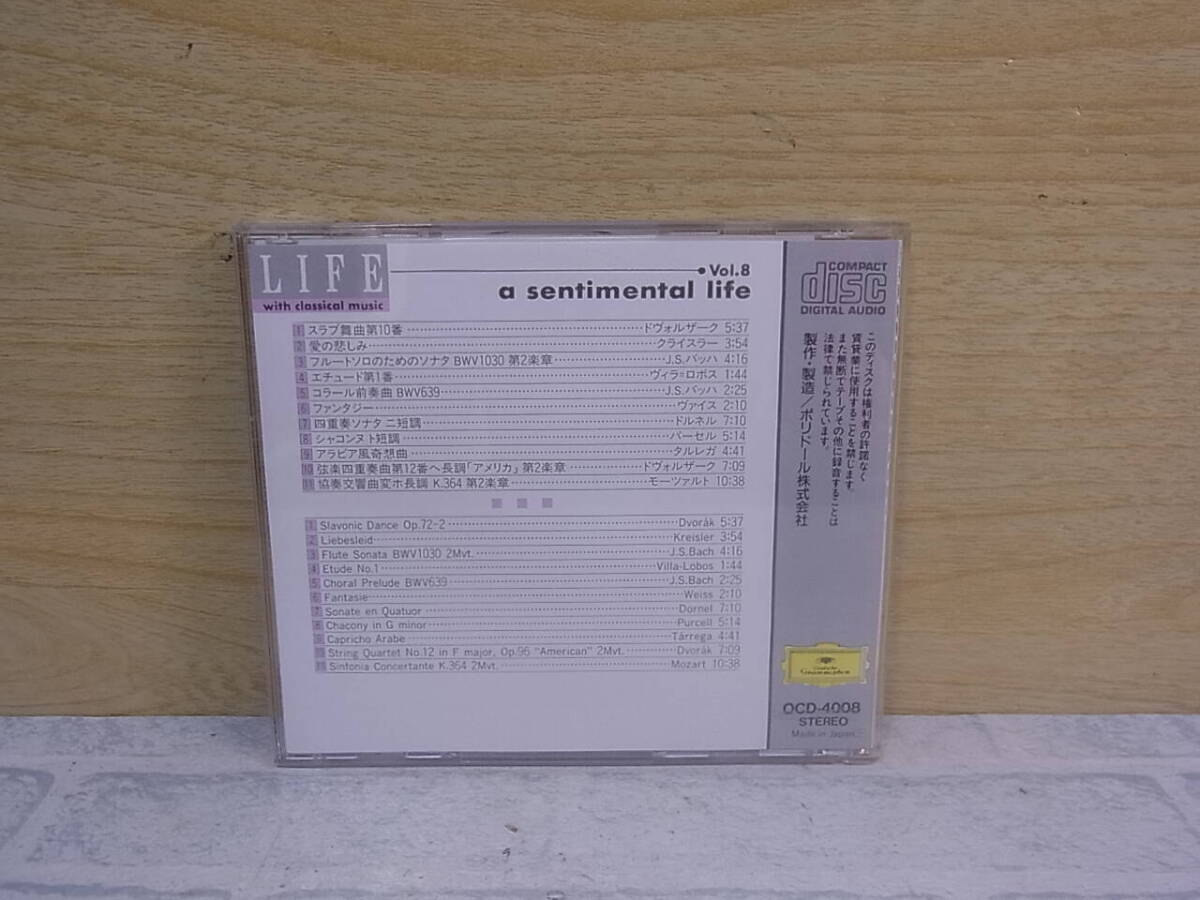 LIFE
with classical music
Vol.8
a sentimental life
1 スラブ舞曲第10番 ドヴォルザーク 5:37
2 愛の悲しみ クライスラー 3:54
3 フルートソロのためのソナタ BWV1030 第2楽章 J.S.バッハ 4:16
4 エチュード第1番 ヴィラ=ロボス 1:44
5 コラール前奏曲 BWV639 J.S.バッハ 2:25
6 ファンタジー ヴァイス 2:10
7 四重奏ソナタ ニ短調 ドルネル 7:10
8 シャコンヌ ト短調 パーセル 5:14
9 アラビア風奇想曲 タルレガ 4:41
10 弦楽四重奏曲第12番ヘ長調「アメリカ」第2楽章 ドヴォルザーク 7:09
11 協奏交響曲変ホ長調 K.364 第2楽章 モーツァルト 10:38
1 Slavonic Dance Op.72-2 Dvorák 5:37
2 Liebesleid Kreisler 3:54
3 Flute Sonata BWV1030 2Mvt. J.S.Bach 4:16
4 Etude No.1 Villa-Lobos 1:44
5 Choral Prelude BWV639 J.S.Bach 2:25
6 Fantasie Weiss 2:10
7 Sonate en Quatuor Dornel 7:10
8 Chacony in G minor Purcell 5:14
9 Capricho Arabe Tárrega 4:41
10 String Quartet No.12 in F major, Op.96 "American" 2Mvt. Dvorák 7:09
11 Sinfonia Concertante K.364 2Mvt. Mozart 10:38
COMPACT
disc
DIGITAL AUDIO
このディスクは権利者の許諾なく
賃貸業に使用することを禁じます。
また無断でテープその他に録音することは
法律で禁じられています。
製作・製造/ポリドール株式会社
Deutsche
Grammophon
OCD-4008
STEREO
Made in Japan